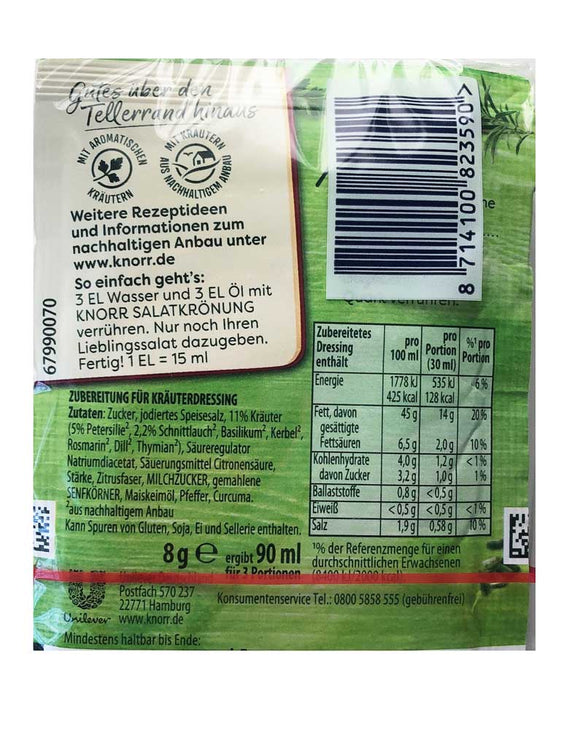 Gutes über den
Tellerrand hinaus
MIT AROMATISCHEN
KRÄUTERN
MIT KRÄUTERN
AUS NACHHALTIGEM ANBAU
Weitere Rezeptideen
und Informationen zum
nachhaltigen Anbau unter
www.knorr.de
So einfach geht's:
3 EL Wasser und 3 EL Öl mit
KNORR SALATKRÖNUNG
verrühren. Nur noch Ihren
Lieblingssalat dazugeben.
Fertig! 1 EL = 15 ml
67990070
8 714100 823590 >
Zubereitetes Dressing enthält | pro 100 ml | pro Portion (30 ml) | %¹ pro Portion
Energie | 1778 kJ 425 kcal | 535 kJ 128 kcal | 6%
Fett, davon | 45 g | 14 g | 20%
gesättigte
Fettsäuren | 6,5 g | 2,0 g | 10%
Kohlenhydrate | 4,0 g | 1,2 g | <1%
davon Zucker | 3,2 g | 1,0 g | 1%
Ballaststoffe | 0,8 g | <0,5 g
Eiweiß | <0,5 g | <0,5 g | <1%
Salz | 1,9 g | 0,58 g | 10%
¹% der Referenzmenge für einen
durchschnittlichen Erwachsenen
(8400 kJ/2000 kcal)
ZUBEREITUNG FÜR KRÄUTERDRESSING
Zutaten: Zucker, jodiertes Speisesalz, 11% Kräuter
(5% Petersilie², 2,2% Schnittlauch², Basilikum², Kerbel²,
Rosmarin², Dill², Thymian²), Säureregulator
Natriumdiacetat, Säuerungsmittel Citronensäure,
Stärke, Zitrusfaser, MILCHZUCKER, gemahlene
SENFKÖRNER, Maiskeimöl, Pfeffer, Curcuma.
²aus nachhaltigem Anbau
Kann Spuren von Gluten, Soja, Ei und Sellerie enthalten.
8 g e ergibt 90 ml
für 3 Portionen
Unilever Deutschland
Postfach 570 237
22771 Hamburg
www.knorr.de
Unilever
Konsumentenservice Tel.: 0800 5858 555 (gebührenfrei)
Mindestens haltbar bis Ende: